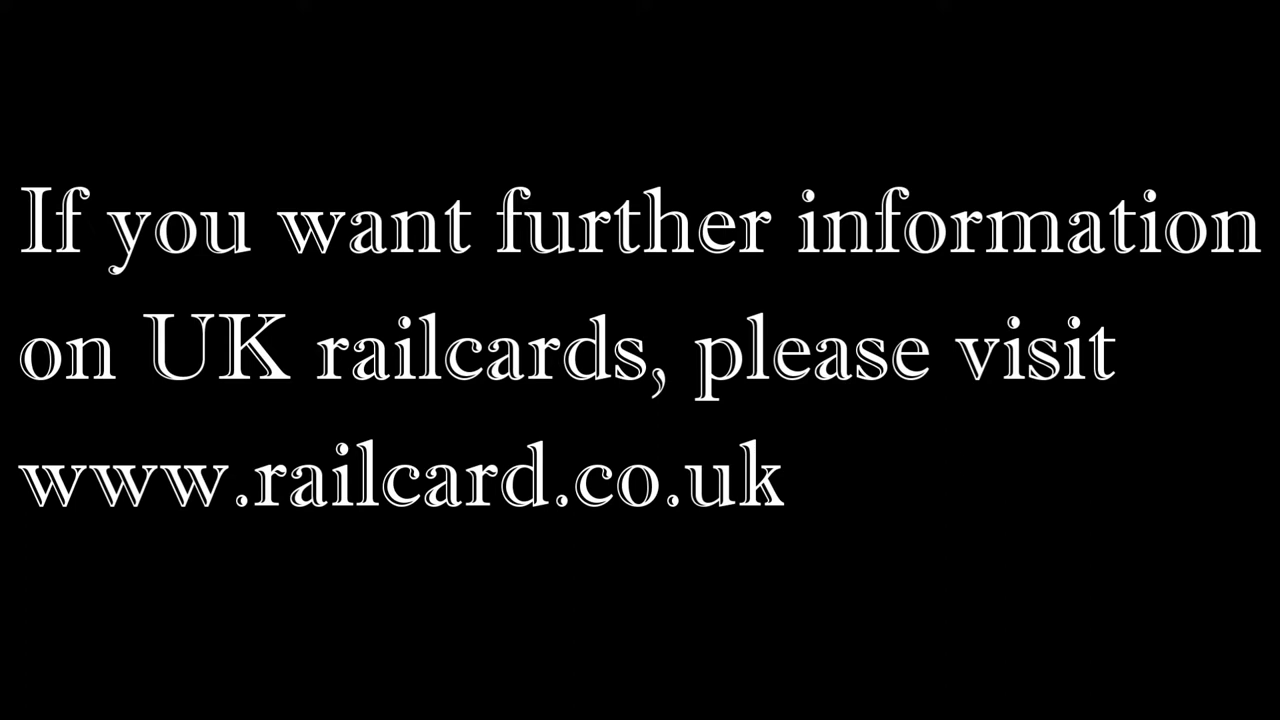 If you want further information
on UK railcards, please visit
www.railcard.co.uk